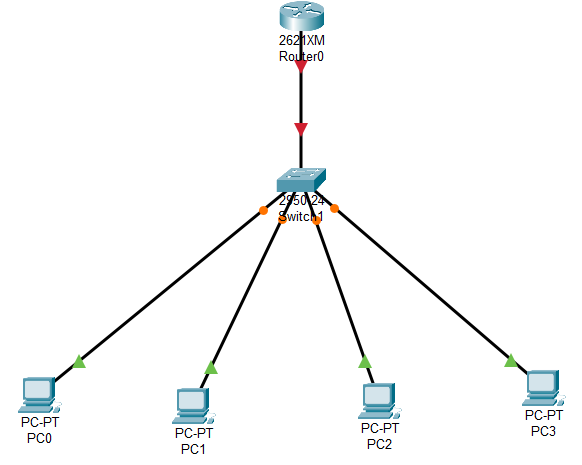 2621XM
Router0
2950-24
Switch1
PC-PT
PC0
PC-PT
PC1
PC-PT
PC2
PC-PT
PC3